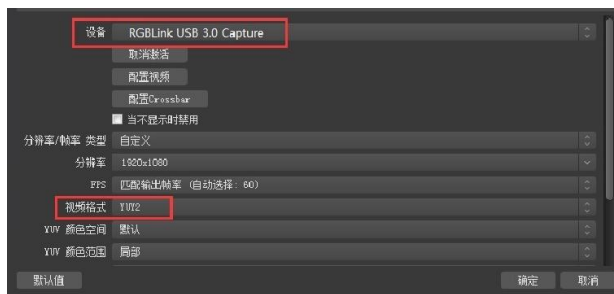 设备 RGBLink USB 3.0 Capture
取消激活
配置视频
配置Crossbar
当不显示时禁用
分辨率/帧率 类型 自定义
分辨率 1920x1080
FPS 匹配输出帧率 (自动选择: 60)
视频格式 YUY2
YUV 颜色空间 默认
YUV 颜色范围 局部
默认值 确定 取消